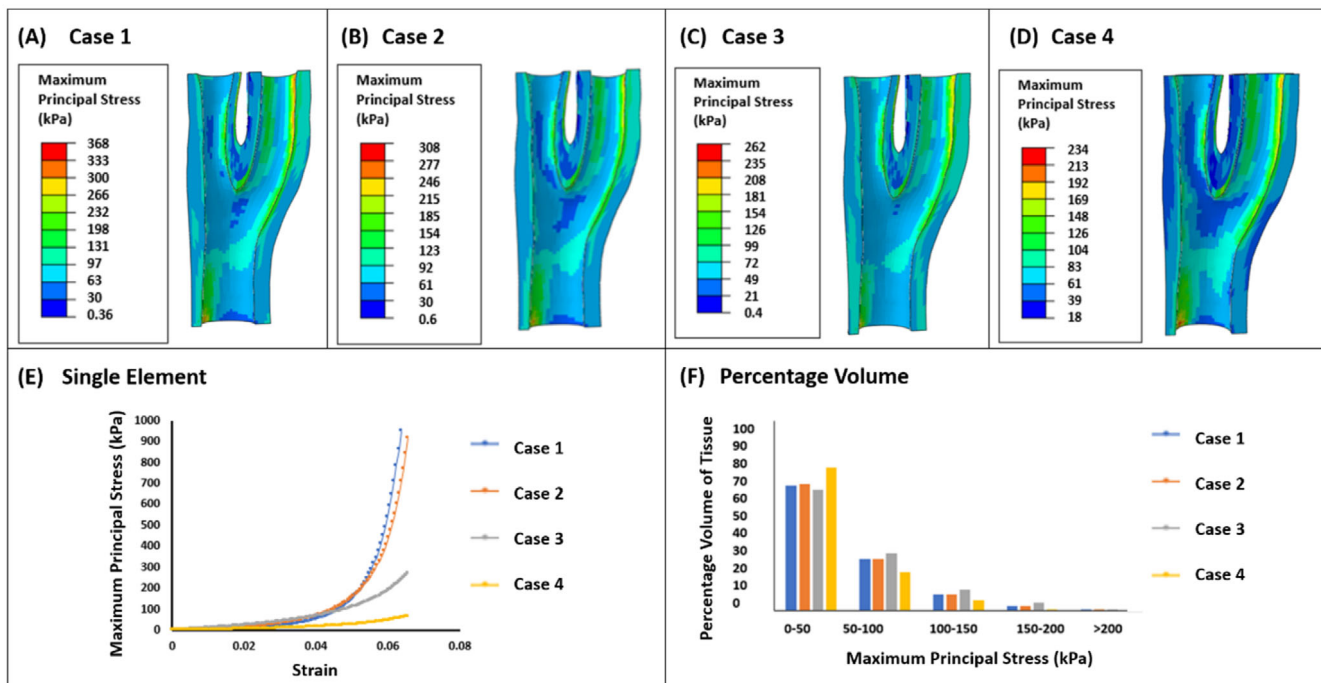 (A) Case 1
Maximum
Principal Stress
(kPa)
368
333
300
266
232
198
131
97
63
30
0.36
(B) Case 2
Maximum
Principal Stress
(kPa)
308
277
246
215
185
154
123
92
61
30
0.6
(C) Case 3
Maximum
Principal Stress
(kPa)
262
235
208
181
154
126
99
72
49
21
0.4
(D) Case 4
Maximum
Principal Stress
(kPa)
234
213
192
169
148
126
104
83
61
39
18
(E) Single Element
Maximum Principal Stress (kPa)
1000
900
800
700
600
500
400
300
200
100
0
0 0.02 0.04 0.06 0.08
Strain
Case 1
Case 2
Case 3
Case 4
(F) Percentage Volume
Percentage Volume of Tissue
100
90
80
70
60
50
40
30
20
10
0
0-50 50-100 100-150 150-200 >200
Maximum Principal Stress (kPa)
Case 1
Case 2
Case 3
Case 4